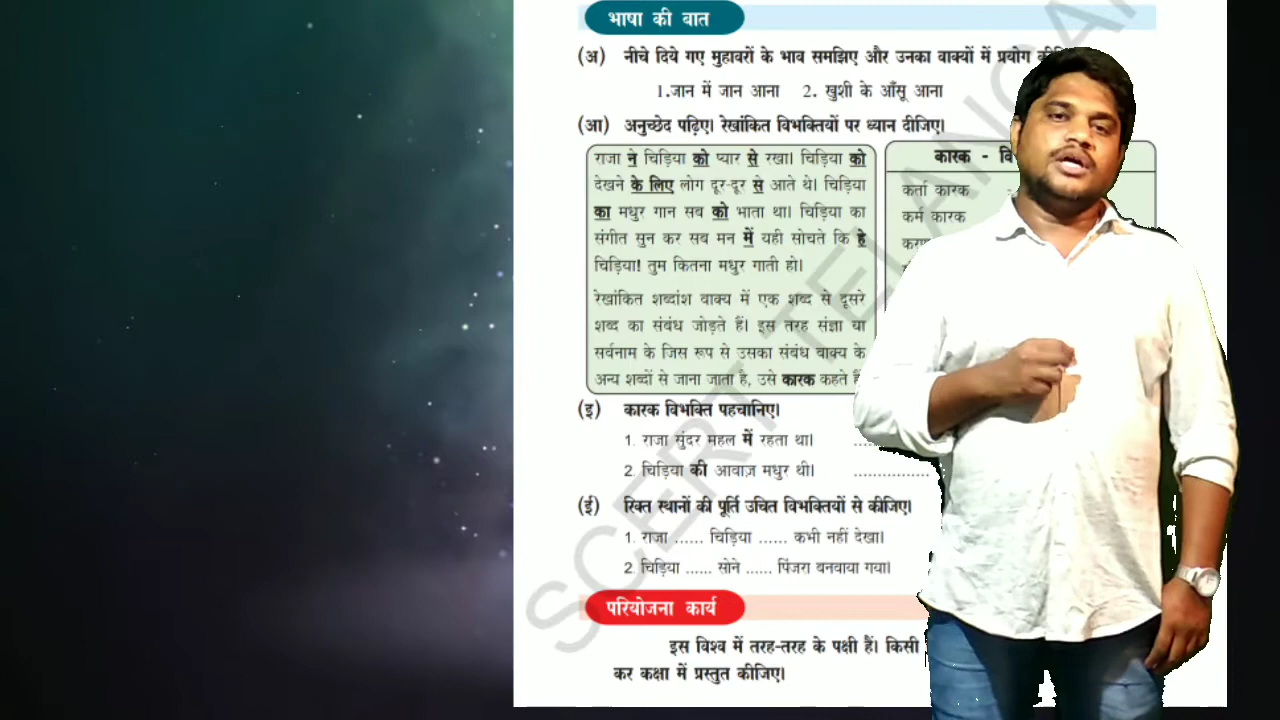 भाषा की बात
(अ) नीचे दिये गए मुहावरों के भाव समझिए और उनका वाक्यों में प्रयोग
1.जान में जान आना 2. खुशी के आँसू आना
(आ) अनुच्छेद पढ़िए। रेखांकित विभक्तियों पर ध्यान दीजिए।
राजा ने चिड़िया को प्यार से रखा। चिड़िया को
देखने के लिए लोग दूर-दूर से आते थे। चिड़िया
का मधुर गान सब को भाता था। चिड़िया का
संगीत सुन कर सब मन में यही सोचते कि हे
चिड़िया! तुम कितना मधुर गाती हो।
रेखांकित शब्दांश वाक्य में एक शब्द से दूसरे
शब्द का संबंध जोड़ते हैं। इस तरह संज्ञा या
सर्वनाम के जिस रूप से उसका संबंध वाक्य के
अन्य शब्दों से जाना जाता है, उसे कारक कहते
कारक -
कर्ता कारक
कर्म कारक
(इ) कारक विभक्ति पहचानिए।
1. राजा सुंदर महल में रहता था।
2. चिड़िया की आवाज़ मधुर थी। ................
(ई) रिक्त स्थानों की पूर्ति उचित विभक्तियों से कीजिए।
1. राजा ...... चिड़िया ...... कभी नहीं देखा।
2. चिड़िया ...... सोने ...... पिंजरा बनवाया गया।
परियोजना कार्य
इस विश्व में तरह-तरह के पक्षी हैं। किसी
कर कक्षा में प्रस्तुत कीजिए।
SCERT TELANGANA